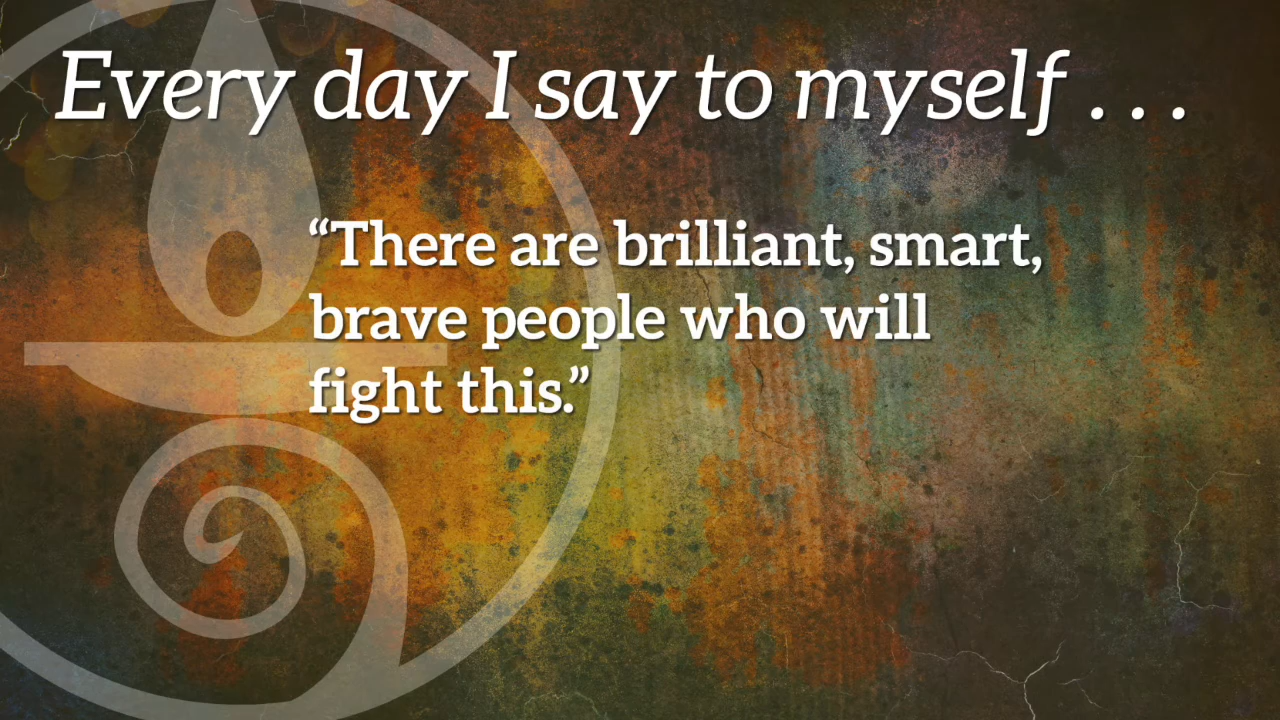 Every day I say to myself . . .
“There are brilliant, smart,
brave people who will
fight this.”